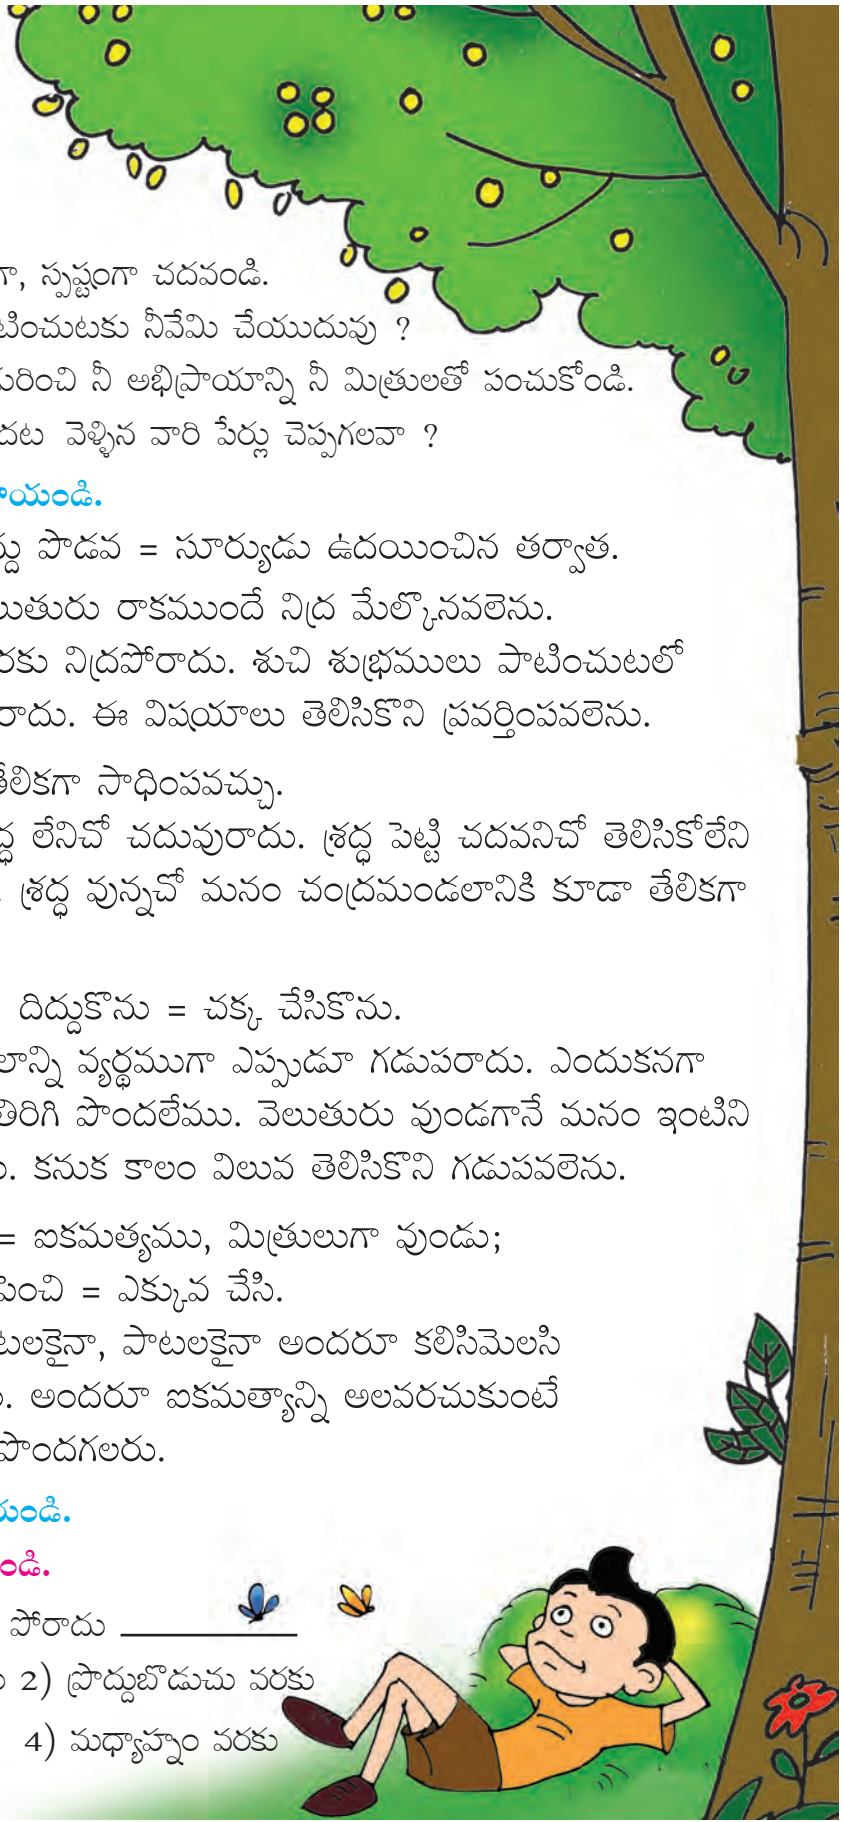 గా, స్పష్టంగా చదవండి.
టించుటకు నీవేమి చేయుదువు ?
గురించి నీ అభిప్రాయాన్ని నీ మిత్రులతో పంచుకోండి.
దట వెళ్ళిన వారి పేర్లు చెప్పగలవా ?
పొడవ = సూర్యుడు ఉదయించిన తర్వాత.
లుతురు రాకముందే నిద్ర మేల్కొనవలెను.
రకు నిద్రపోరాదు. శుచి శుభ్రములు పాటించుటలో
రాదు. ఈ విషయాలు తెలిసికొని ప్రవర్తింపవలెను.
తేలికగా సాధింపవచ్చు.
ద్ధ లేనిచో చదువురాదు. శ్రద్ధ పెట్టి చదవనిచో తెలిసికోలేని
. శ్రద్ధ వున్నచో మనం చంద్రమండలానికి కూడా తేలికగా
దిద్దుకొను = చక్క చేసికొను.
లాన్ని వ్యర్థముగా ఎప్పుడూ గడుపరాదు. ఎందుకనగా
తిరిగి పొందలేము. వెలుతురు వుండగానే మనం ఇంటిని
. కనుక కాలం విలువ తెలిసికొని గడుపవలెను.
= ఐకమత్యము, మిత్రులుగా వుండు;
పించి = ఎక్కువ చేసి.
టలకైనా, పాటలకైనా అందరూ కలిసిమెలసి
. అందరూ ఐకమత్యాన్ని అలవరచుకుంటే
పొందగలరు.
పోరాదు __________
2) ప్రొద్దుబొడుచు వరకు
4) మధ్యాహ్నం వరకు